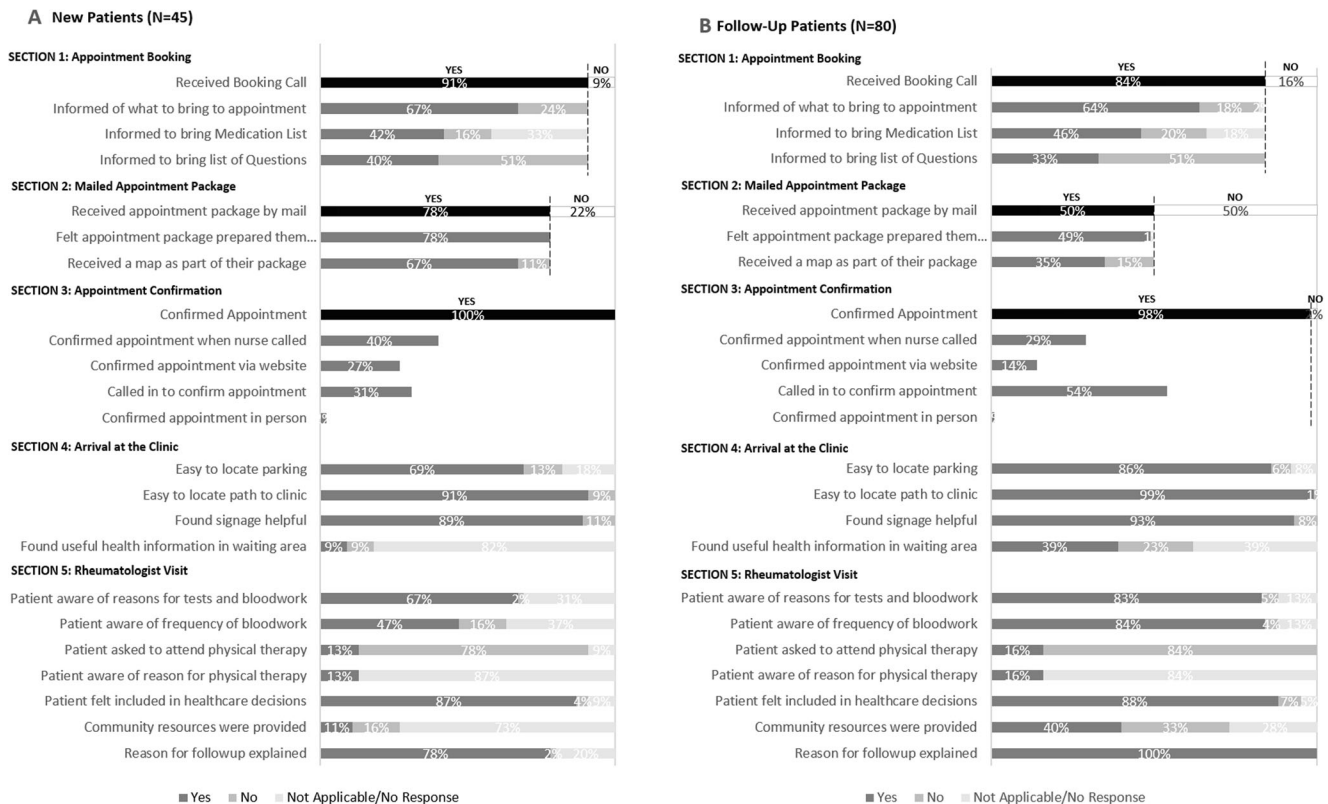 A New Patients (N=45)
SECTION 1: Appointment Booking
YES NO
Received Booking Call 91% 9%
Informed of what to bring to appointment 67% 24%
Informed to bring Medication List 42% 16% 33%
Informed to bring list of Questions 40% 51%
SECTION 2: Mailed Appointment Package
YES NO
Received appointment package by mail 78% 22%
Felt appointment package prepared them... 78%
Received a map as part of their package 67% 11%
SECTION 3: Appointment Confirmation
YES
Confirmed Appointment 100%
Confirmed appointment when nurse called 40%
Confirmed appointment via website 27%
Called in to confirm appointment 31%
Confirmed appointment in person
SECTION 4: Arrival at the Clinic
Easy to locate parking 69% 13% 18%
Easy to locate path to clinic 91% 9%
Found signage helpful 89% 11%
Found useful health information in waiting area 9% 9% 82%
SECTION 5: Rheumatologist Visit
Patient aware of reasons for tests and bloodwork 67% 2% 31%
Patient aware of frequency of bloodwork 47% 16% 37%
Patient asked to attend physical therapy 13% 78% 9%
Patient aware of reason for physical therapy 13% 87%
Patient felt included in healthcare decisions 87% 4% 9%
Community resources were provided 11% 16% 73%
Reason for followup explained 78% 2% 20%
Yes No Not Applicable/No Response
B Follow-Up Patients (N=80)
SECTION 1: Appointment Booking
YES NO
Received Booking Call 84% 16%
Informed of what to bring to appointment 64% 18% 2
Informed to bring Medication List 46% 20% 18%
Informed to bring list of Questions 33% 51%
SECTION 2: Mailed Appointment Package
YES NO
Received appointment package by mail 50% 50%
Felt appointment package prepared them... 49% 1
Received a map as part of their package 35% 15%
SECTION 3: Appointment Confirmation
YES NO
Confirmed Appointment 98%
Confirmed appointment when nurse called 29%
Confirmed appointment via website 14%
Called in to confirm appointment 54%
Confirmed appointment in person
SECTION 4: Arrival at the Clinic
Easy to locate parking 86% 6% 8%
Easy to locate path to clinic 99% 1
Found signage helpful 93% 8%
Found useful health information in waiting area 39% 23% 39%
SECTION 5: Rheumatologist Visit
Patient aware of reasons for tests and bloodwork 83% 5% 13%
Patient aware of frequency of bloodwork 84% 4% 13%
Patient asked to attend physical therapy 16% 84%
Patient aware of reason for physical therapy 16% 84%
Patient felt included in healthcare decisions 88% 7% 5%
Community resources were provided 40% 33% 28%
Reason for followup explained 100%
Yes No Not Applicable/No Response